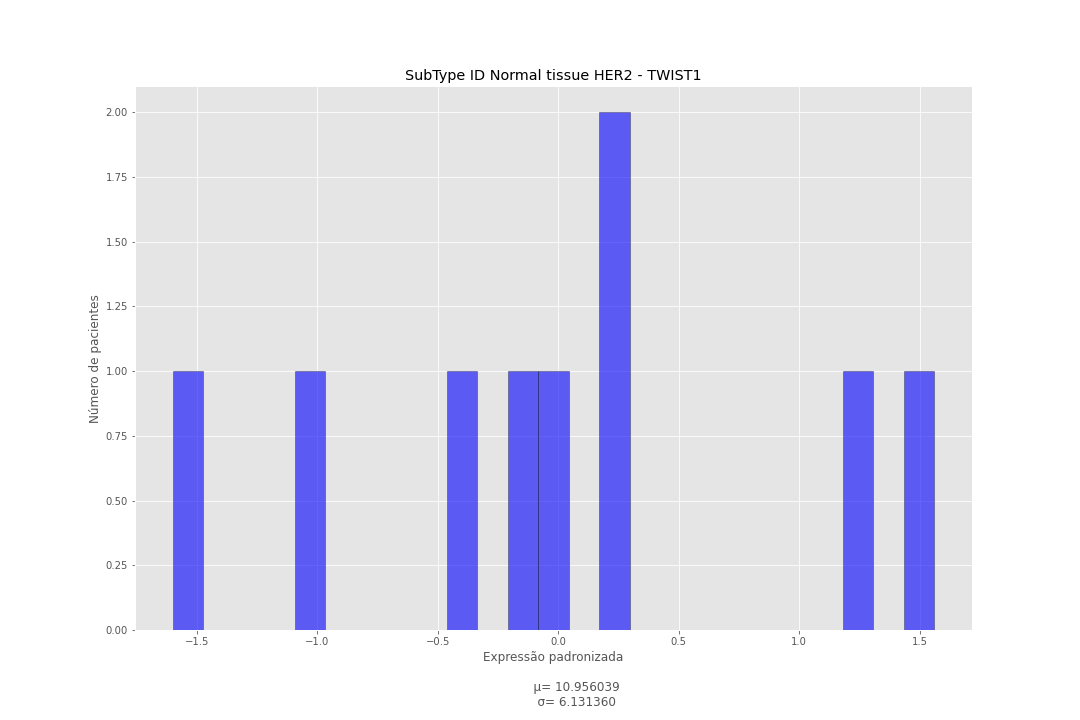 SubType ID Normal tissue HER2 - TWIST1
Número de pacientes
2.00
1.75
1.50
1.25
1.00
0.75
0.50
0.25
0.00
−1.5 −1.0 −0.5 0.0 0.5 1.0 1.5
Expressão padronizada
μ= 10.956039
σ= 6.131360